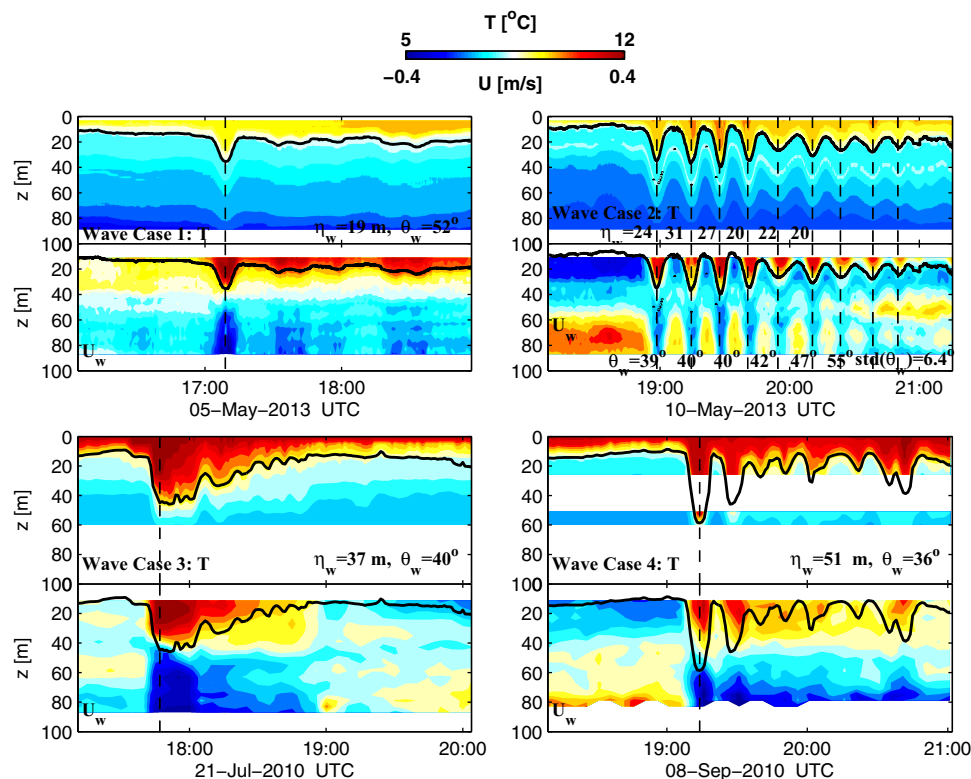 T [°C]
5 12
−0.4 0.4
U [m/s]
0
20
40
60
80
100
z [m]
Wave Case 1: T
η_w=19 m, θ_w=52°
0
20
40
60
80
100
z [m]
U_w
17:00 18:00
05−May−2013 UTC
0
20
40
60
80
100
z [m]
Wave Case 2: T
η_w=24 31 27 20 22 20
0
20
40
60
80
100
z [m]
U_w
θ_w=39° 40° 40° 42° 47° 55° std(θ_w)=6.4°
19:00 20:00 21:00
10−May−2013 UTC
0
20
40
60
80
100
z [m]
Wave Case 3: T
η_w=37 m, θ_w=40°
0
20
40
60
80
100
z [m]
U_w
18:00 19:00 20:00
21−Jul−2010 UTC
0
20
40
60
80
100
Wave Case 4: T
η_w=51 m, θ_w=36°
0
20
40
60
80
100
U_w
19:00 20:00 21:00
08−Sep−2010 UTC